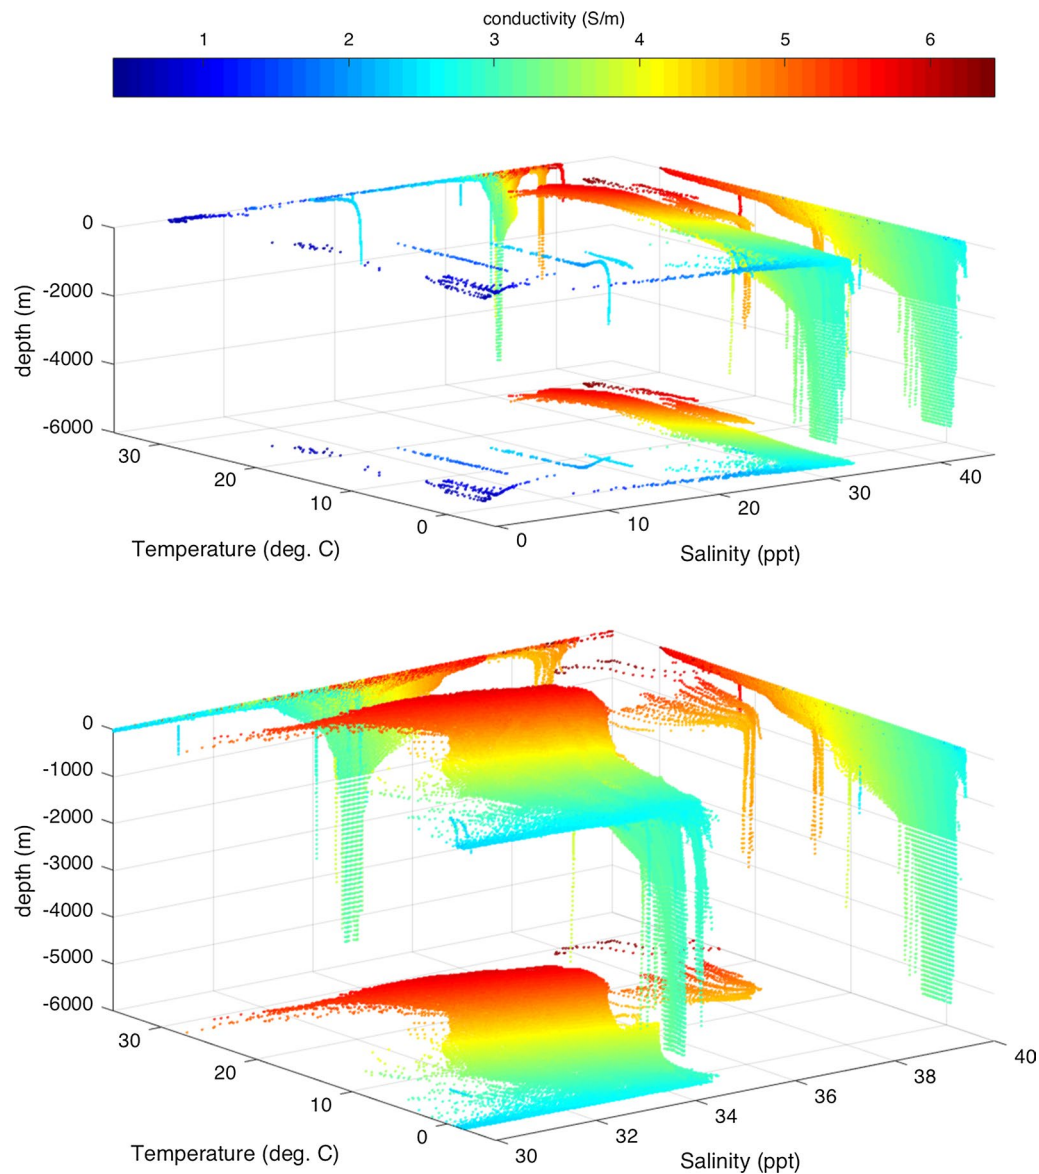 conductivity (S/m)
1 2 3 4 5 6
0
-2000
-4000
-6000
depth (m)
30 20 10 0
Temperature (deg. C)
0 10 20 30 40
Salinity (ppt)
0
-1000
-2000
-3000
-4000
-5000
-6000
depth (m)
30 20 10 0
Temperature (deg. C)
30 32 34 36 38 40
Salinity (ppt)